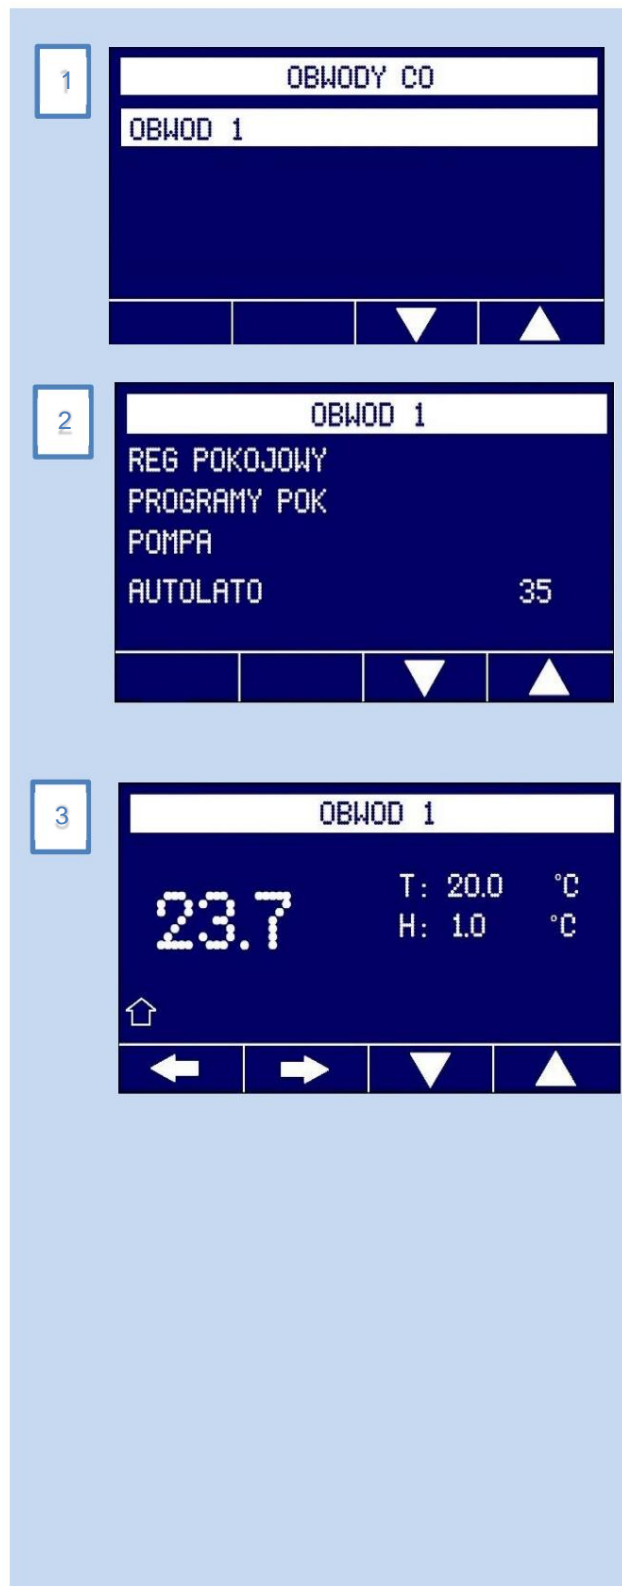 1
OBWODY CO
OBWOD 1
2
OBWOD 1
REG POKOJOWY
PROGRAMY POK
POMPA
AUTOLATO 35
3
OBWOD 1
23.7
T: 20.0 °C
H: 1.0 °C